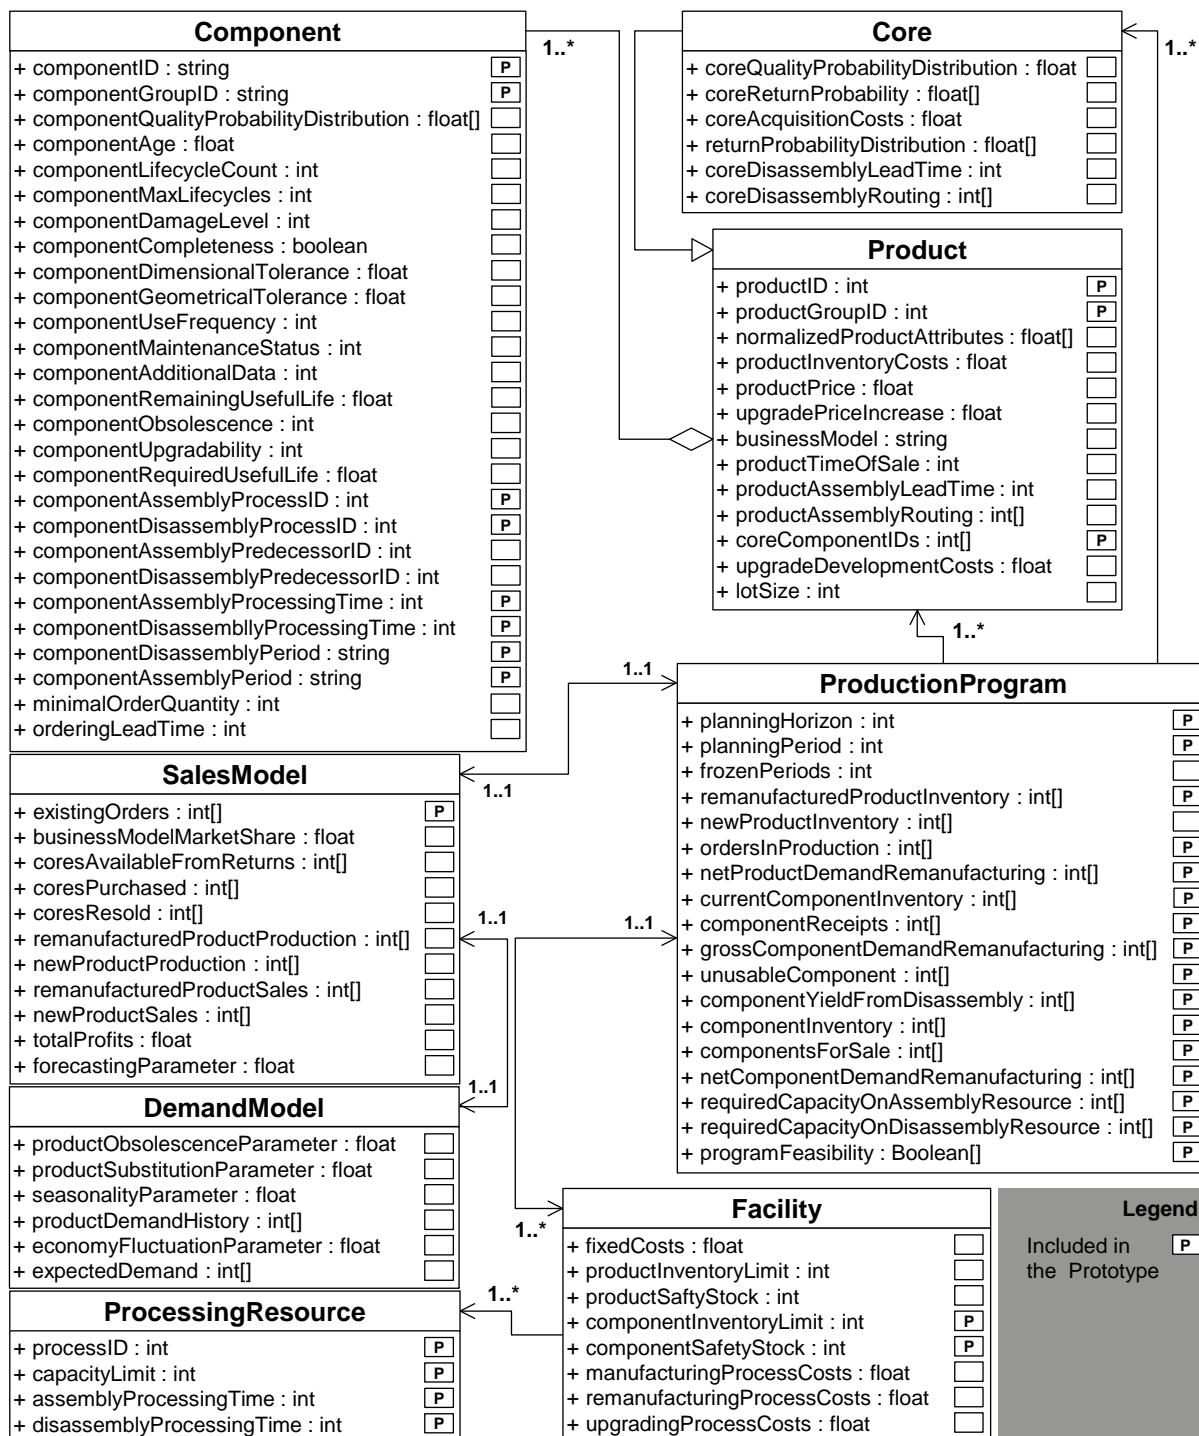 Component
+ componentID : string P
+ componentGroupID : string P
+ componentQualityProbabilityDistribution : float[]
+ componentAge : float
+ componentLifecycleCount : int
+ componentMaxLifecycles : int
+ componentDamageLevel : int
+ componentCompleteness : boolean
+ componentDimensionalTolerance : float
+ componentGeometricalTolerance : float
+ componentUseFrequency : int
+ componentMaintenanceStatus : int
+ componentAdditionalData : int
+ componentRemainingUsefulLife : float
+ componentObsolescence : int
+ componentUpgradability : int
+ componentRequiredUsefulLife : float
+ componentAssemblyProcessID : int P
+ componentDisassemblyProcessID : int P
+ componentAssemblyPredecessorID : int
+ componentDisassemblyPredecessorID : int
+ componentAssemblyProcessingTime : int P
+ componentDisassembllyProcessingTime : int P
+ componentDisassemblyPeriod : string P
+ componentAssemblyPeriod : string P
+ minimalOrderQuantity : int
+ orderingLeadTime : int
1..*
Core
+ coreQualityProbabilityDistribution : float
+ coreReturnProbability : float[]
+ coreAcquisitionCosts : float
+ returnProbabilityDistribution : float[]
+ coreDisassemblyLeadTime : int
+ coreDisassemblyRouting : int[]
1..*
Product
+ productID : int P
+ productGroupID : int P
+ normalizedProductAttributes : float[]
+ productInventoryCosts : float
+ productPrice : float
+ upgradePriceIncrease : float
+ businessModel : string
+ productTimeOfSale : int
+ productAssemblyLeadTime : int
+ productAssemblyRouting : int[]
+ coreComponentIDs : int[] P
+ upgradeDevelopmentCosts : float
+ lotSize : int
1..*
1..1
ProductionProgram
+ planningHorizon : int P
+ planningPeriod : int P
+ frozenPeriods : int
+ remanufacturedProductInventory : int[] P
+ newProductInventory : int[]
+ ordersInProduction : int[] P
+ netProductDemandRemanufacturing : int[] P
+ currentComponentInventory : int[] P
+ componentReceipts : int[] P
+ grossComponentDemandRemanufacturing : int[] P
+ unusableComponent : int[] P
+ componentYieldFromDisassembly : int[] P
+ componentInventory : int[] P
+ componentsForSale : int[] P
+ netComponentDemandRemanufacturing : int[] P
+ requiredCapacityOnAssemblyResource : int[] P
+ requiredCapacityOnDisassemblyResource : int[] P
+ programFeasibility : Boolean[] P
SalesModel
1..1
+ existingOrders : int[] P
+ businessModelMarketShare : float
+ coresAvailableFromReturns : int[]
+ coresPurchased : int[]
+ coresResold : int[]
+ remanufacturedProductProduction : int[]
+ newProductProduction : int[]
+ remanufacturedProductSales : int[]
+ newProductSales : int[]
+ totalProfits : float
+ forecastingParameter : float
1..1
1..1
1..1
DemandModel
+ productObsolescenceParameter : float
+ productSubstitutionParameter : float
+ seasonalityParameter : float
+ productDemandHistory : int[]
+ economyFluctuationParameter : float
+ expectedDemand : int[]
1..*
Facility
+ fixedCosts : float
+ productInventoryLimit : int
+ productSaftyStock : int
+ componentInventoryLimit : int P
+ componentSafetyStock : int P
+ manufacturingProcessCosts : float
+ remanufacturingProcessCosts : float
+ upgradingProcessCosts : float
1..*
ProcessingResource
+ processID : int P
+ capacityLimit : int P
+ assemblyProcessingTime : int P
+ disassemblyProcessingTime : int P
Legend
Included in P
the Prototype